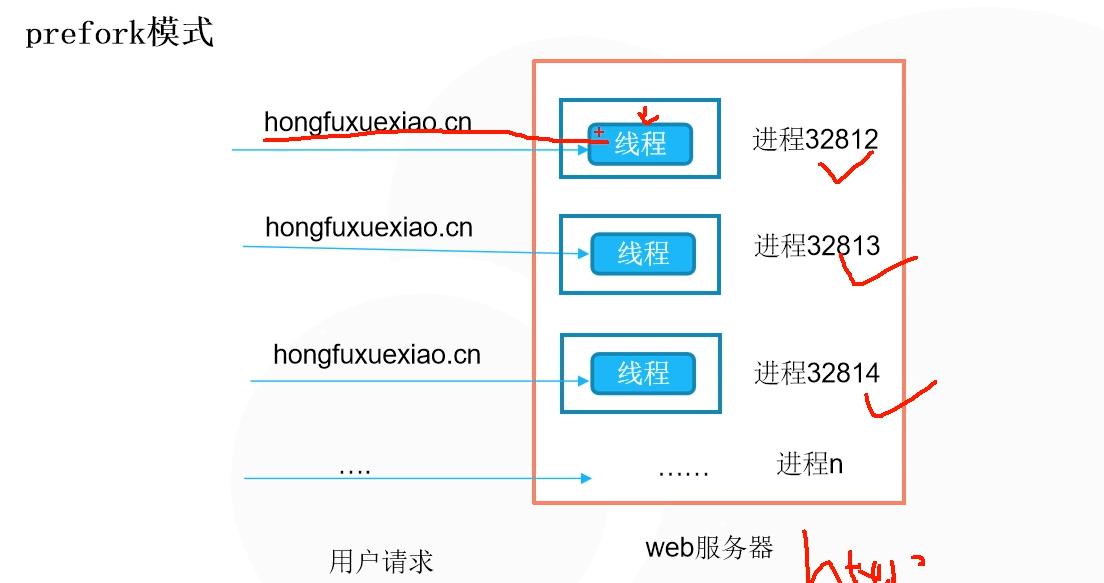 prefork模式
hongfuxuexiao.cn
线程
进程32812
hongfuxuexiao.cn
线程
进程32813
hongfuxuexiao.cn
线程
进程32814
....
......
进程n
用户请求
web服务器